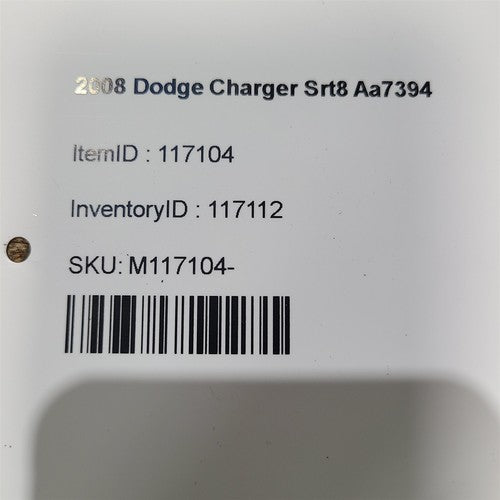 2008 Dodge Charger Srt8 Aa7394
ItemID : 117104
InventoryID : 117112
SKU: M117104-